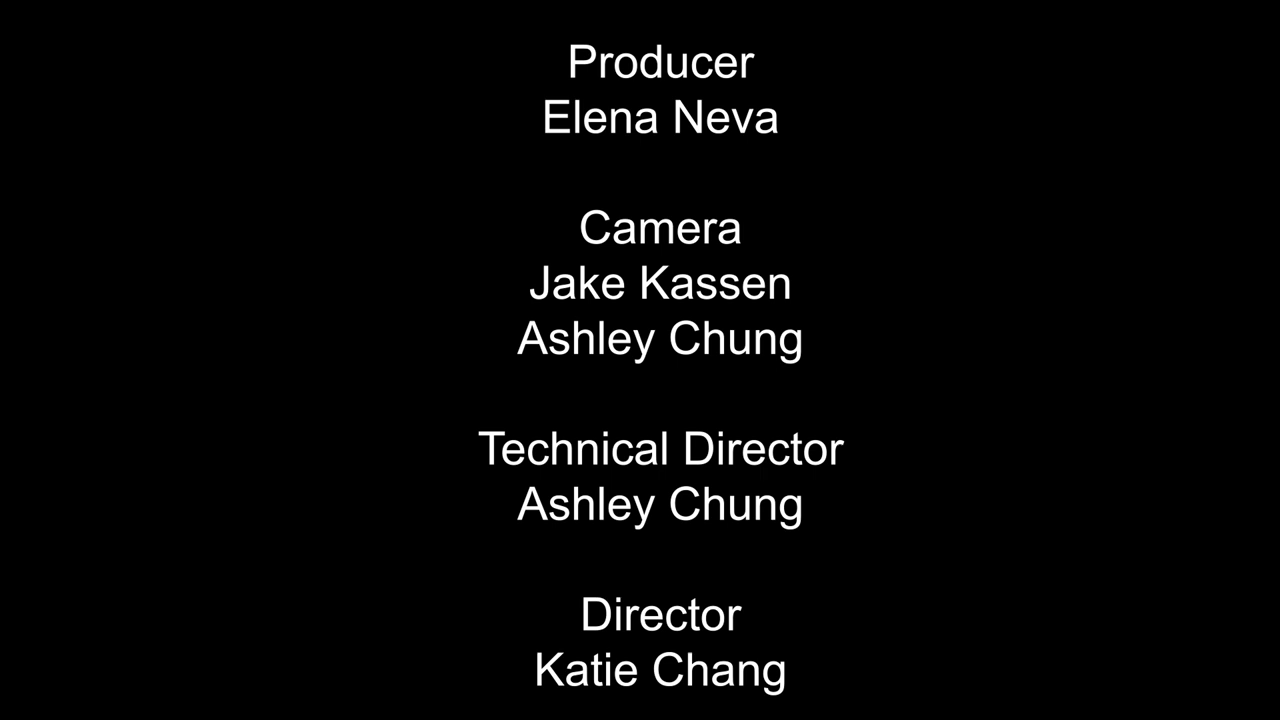 Producer
Elena Neva
Camera
Jake Kassen
Ashley Chung
Technical Director
Ashley Chung
Director
Katie Chang